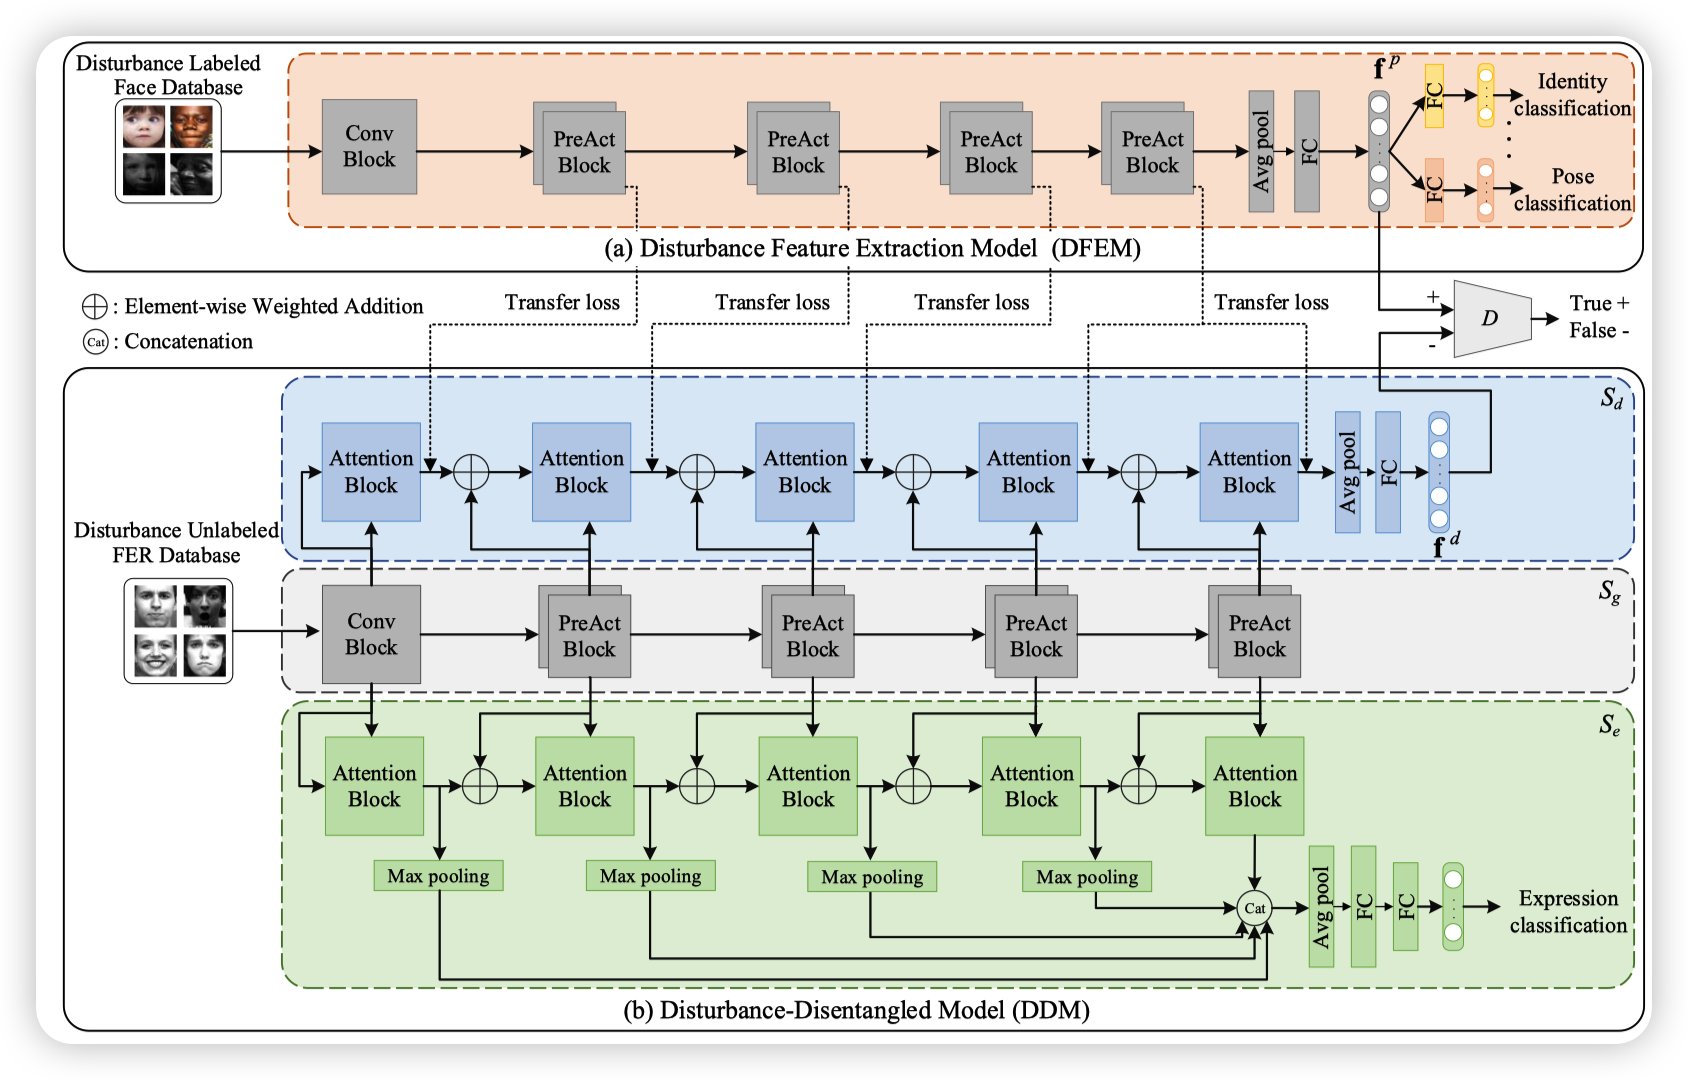 Disturbance Labeled
Face Database
Conv
Block
PreAct
Block
PreAct
Block
PreAct
Block
PreAct
Block
Avg pool
FC
f p
FC
Identity
classification
FC
Pose
classification
(a) Disturbance Feature Extraction Model (DFEM)
: Element-wise Weighted Addition
Cat : Concatenation
Transfer loss
Transfer loss
Transfer loss
Transfer loss
+
-
D
True +
False -
S_d
Attention
Block
Attention
Block
Attention
Block
Attention
Block
Attention
Block
Avg pool
FC
f d
Disturbance Unlabeled
FER Database
S_g
Conv
Block
PreAct
Block
PreAct
Block
PreAct
Block
PreAct
Block
S_e
Attention
Block
Attention
Block
Attention
Block
Attention
Block
Attention
Block
Max pooling
Max pooling
Max pooling
Max pooling
Cat
Avg pool
FC
FC
Expression
classification
(b) Disturbance-Disentangled Model (DDM)